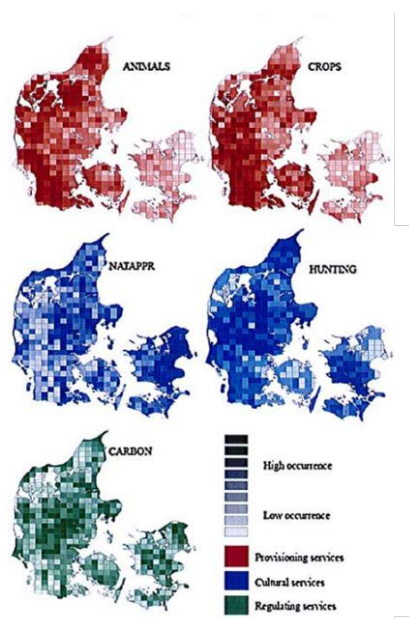 ANIMALS
CROPS
NATAPPR
HUNTING
CARBON
High occurrence
Low occurrence
Provisioning services
Cultural services
Regulating services